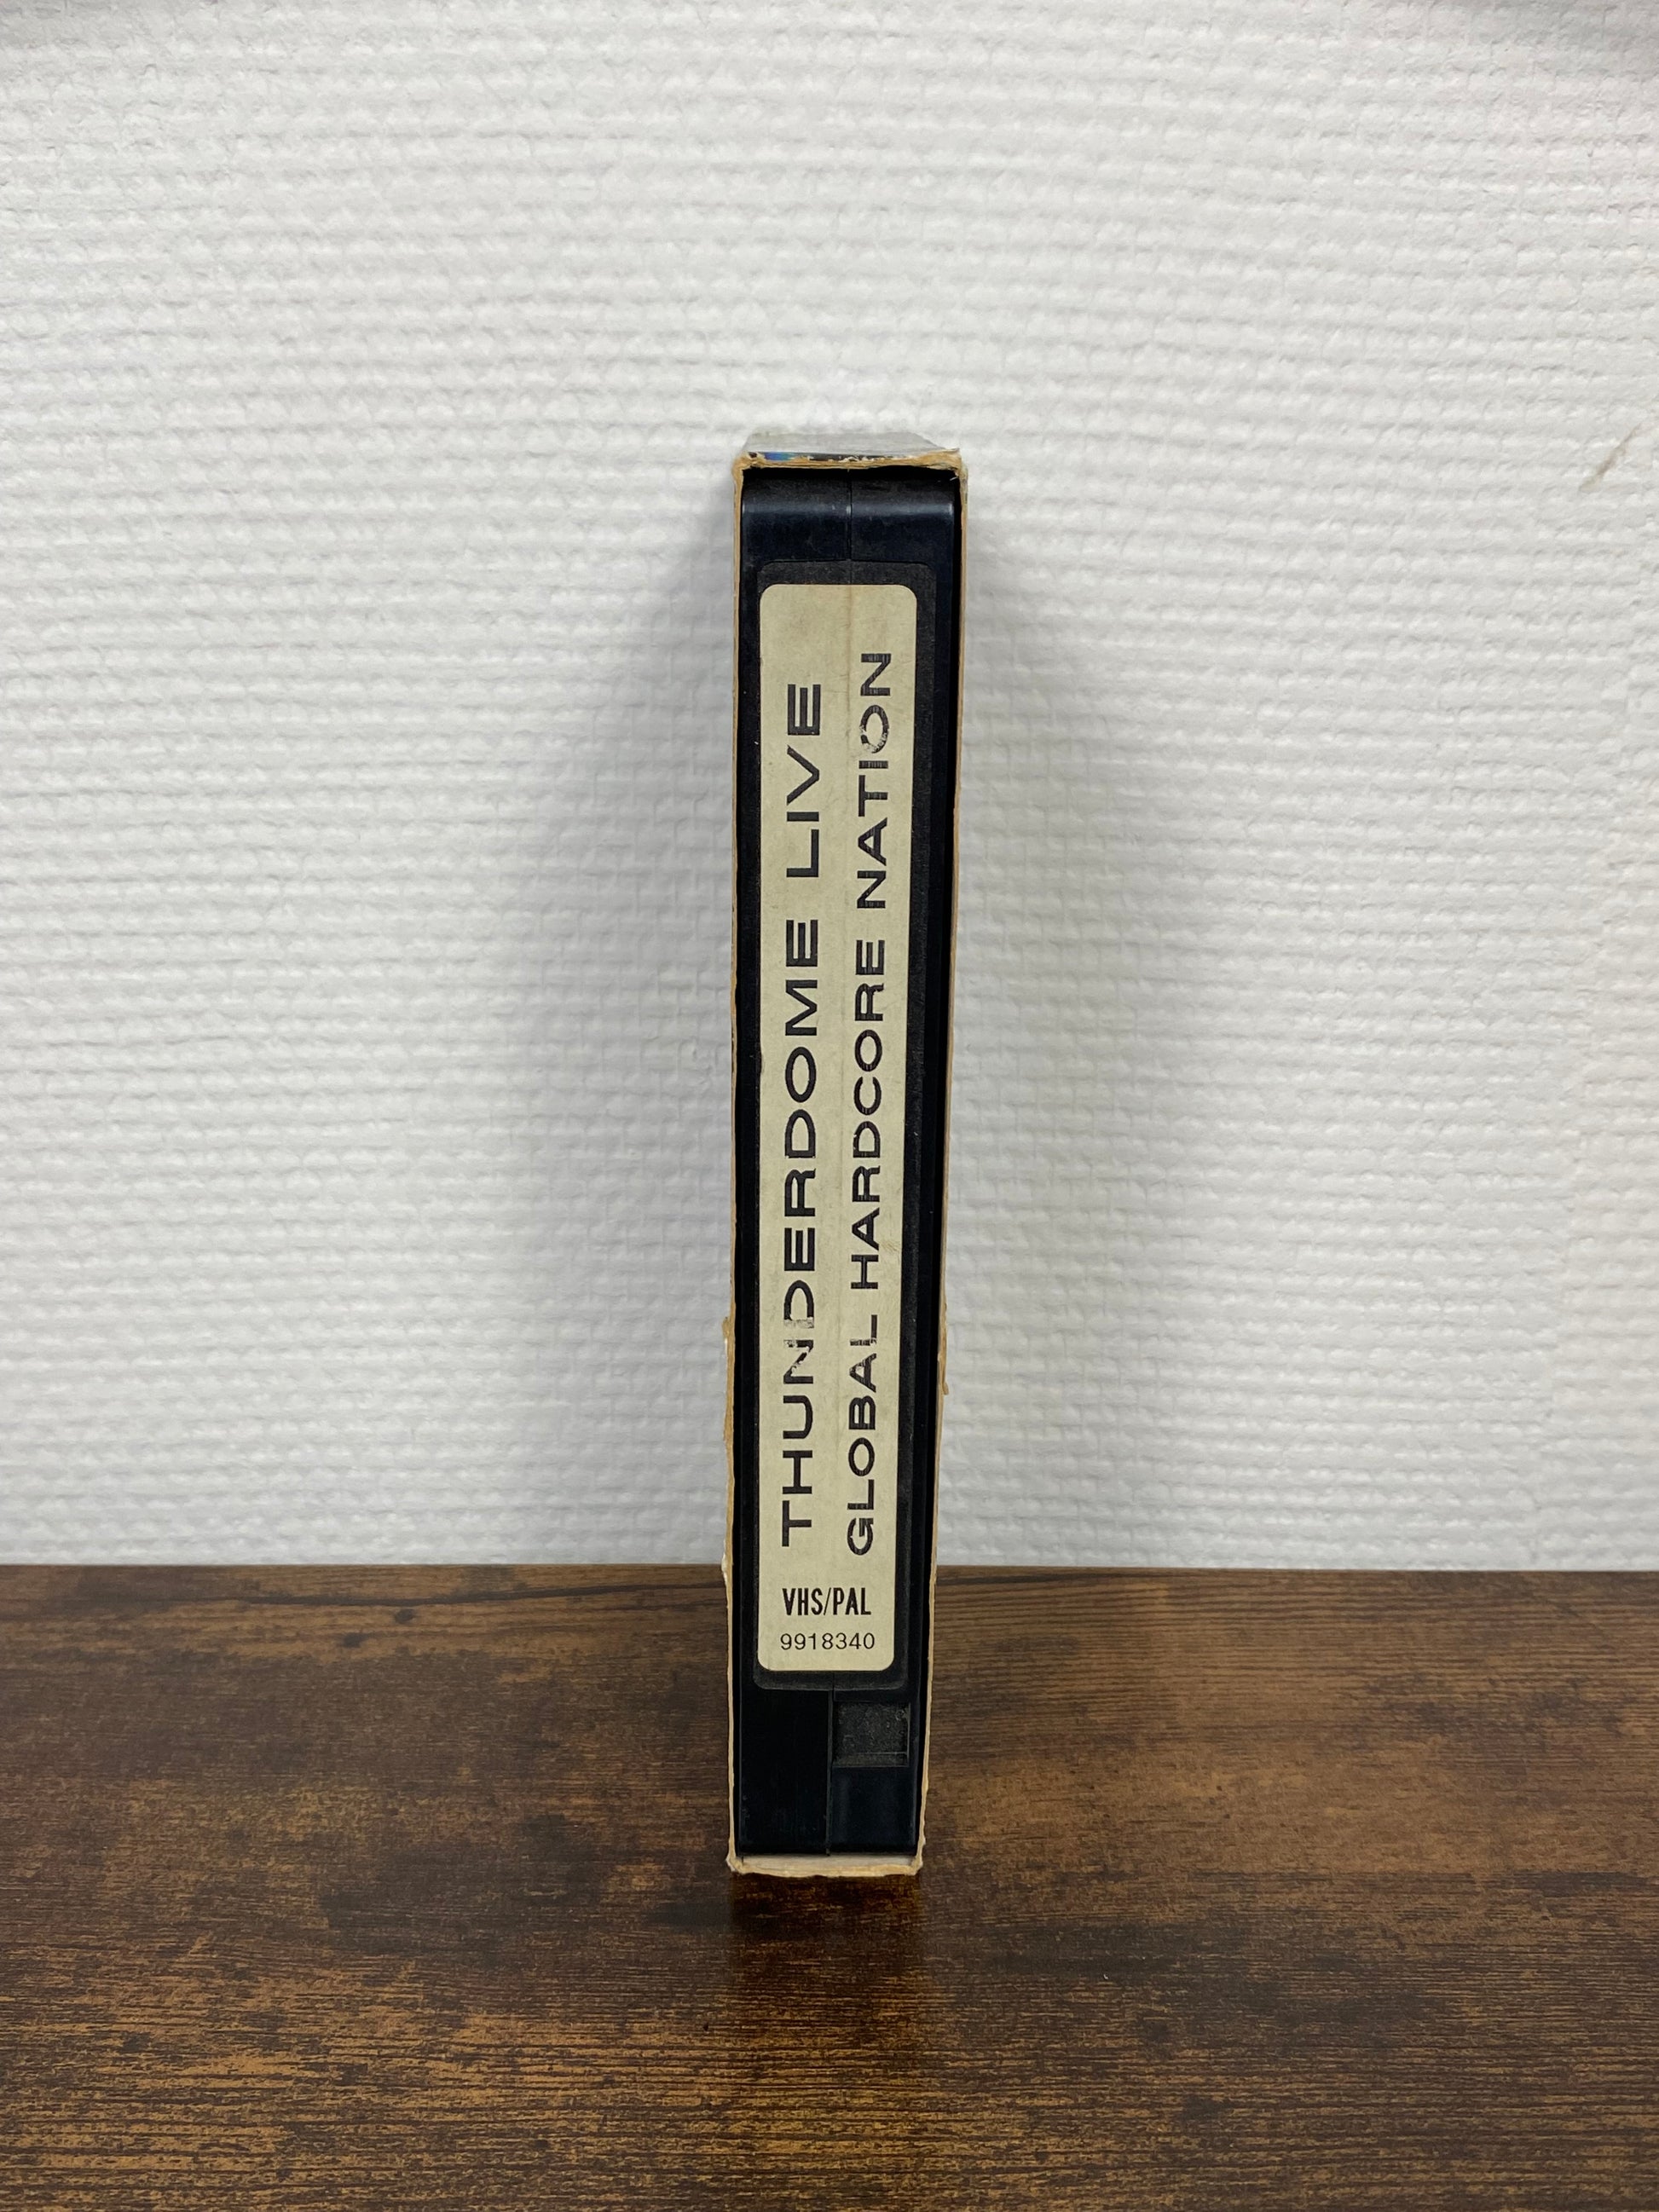 THUNDERDOME LIVE
GLOBAL HARDCORE NATION
VHS/PAL
9918340